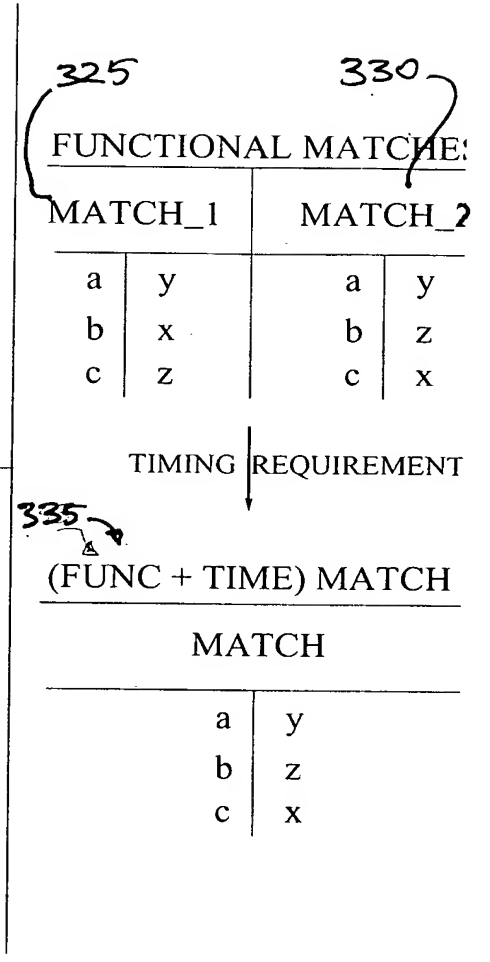 325 330
FUNCTIONAL MATCHES
MATCH_1 MATCH_2
a y a y
b x b z
c z c x
TIMING REQUIREMENT
335
(FUNC + TIME) MATCH
MATCH
a y
b z
c x